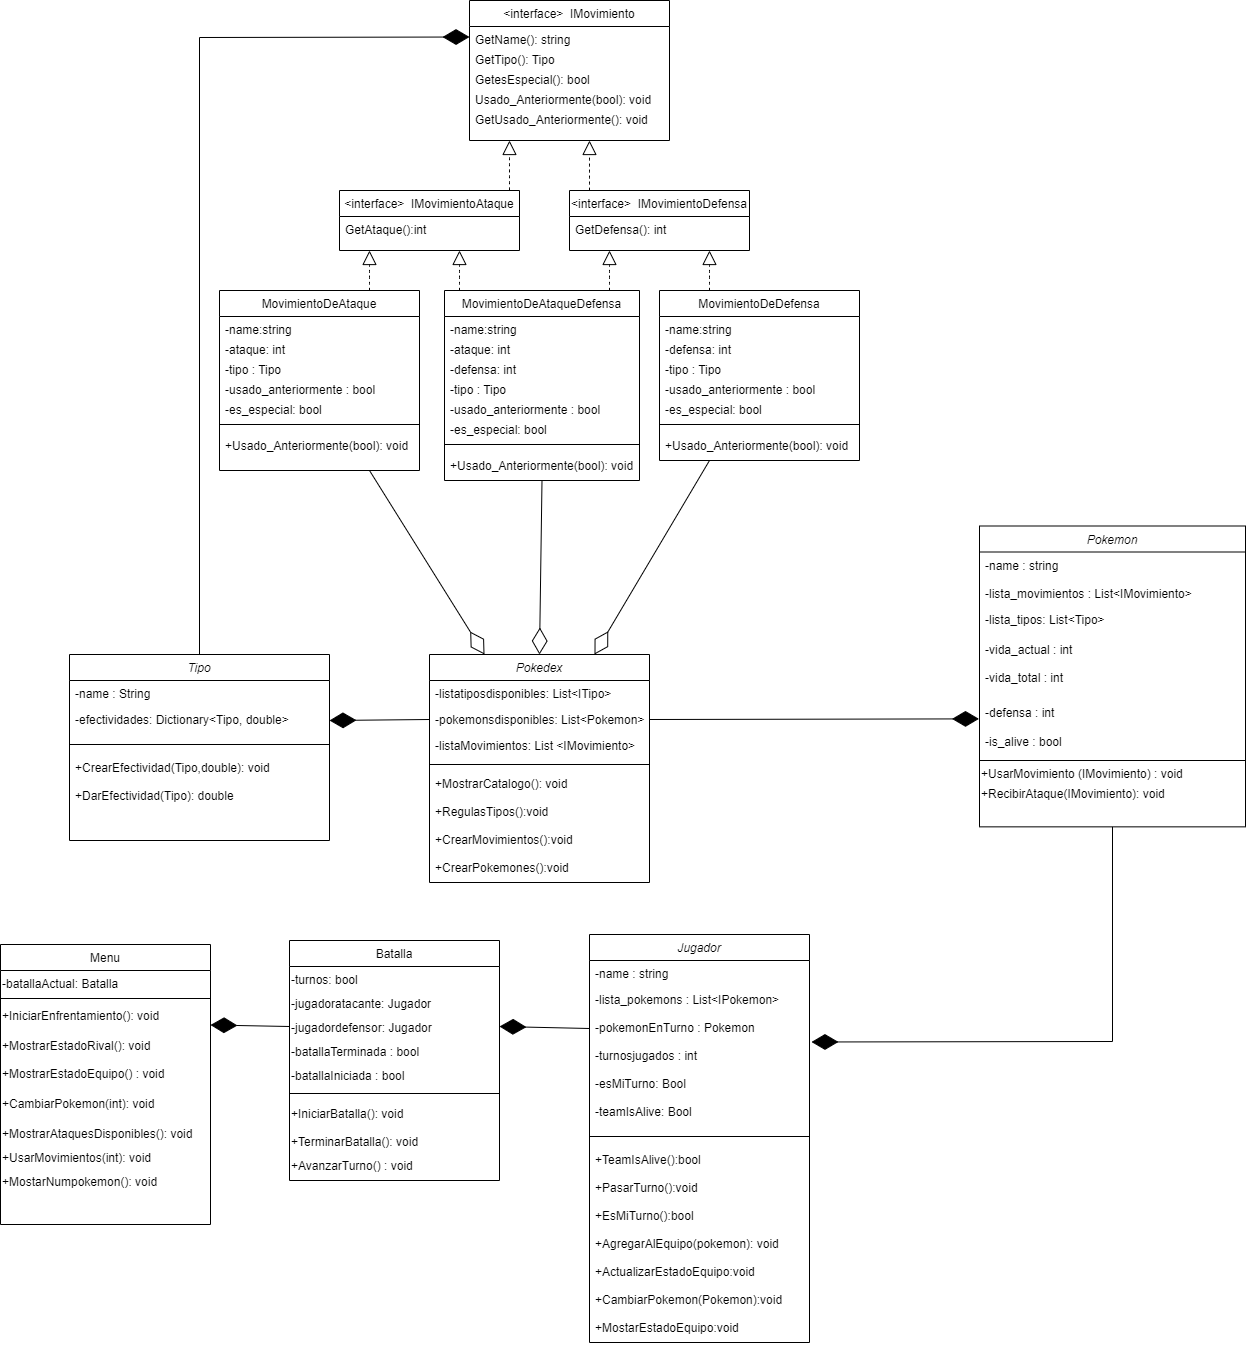 <interface> IMovimiento
GetName(): string
GetTipo(): Tipo
GetesEspecial(): bool
Usado_Anteriormente(bool): void
GetUsado_Anteriormente(): void
<interface> IMovimientoAtaque
GetAtaque():int
<interface> IMovimientoDefensa
GetDefensa(): int
MovimientoDeAtaque
-name:string
-ataque: int
-tipo : Tipo
-usado_anteriormente : bool
-es_especial: bool
+Usado_Anteriormente(bool): void
MovimientoDeAtaqueDefensa
-name:string
-ataque: int
-defensa: int
-tipo : Tipo
-usado_anteriormente : bool
-es_especial: bool
+Usado_Anteriormente(bool): void
MovimientoDeDefensa
-name:string
-defensa: int
-tipo : Tipo
-usado_anteriormente : bool
-es_especial: bool
+Usado_Anteriormente(bool): void
Pokemon
-name : string
-lista_movimientos : List<IMovimiento>
-lista_tipos: List<Tipo>
-vida_actual : int
-vida_total : int
-defensa : int
-is_alive : bool
+UsarMovimiento (IMovimiento) : void
+RecibirAtaque(IMovimiento): void
Tipo
-name : String
-efectividades: Dictionary<Tipo, double>
+CrearEfectividad(Tipo,double): void
+DarEfectividad(Tipo): double
Pokedex
-listatiposdisponibles: List<ITipo>
-pokemonsdisponibles: List<Pokemon>
-listaMovimientos: List <IMovimiento>
+MostrarCatalogo(): void
+RegulasTipos():void
+CrearMovimientos():void
+CrearPokemones():void
Menu
-batallaActual: Batalla
+IniciarEnfrentamiento(): void
+MostrarEstadoRival(): void
+MostrarEstadoEquipo() : void
+CambiarPokemon(int): void
+MostrarAtaquesDisponibles(): void
+UsarMovimientos(int): void
+MostarNumpokemon(): void
Batalla
-turnos: bool
-jugadoratacante: Jugador
-jugadordefensor: Jugador
-batallaTerminada : bool
-batallaIniciada : bool
+IniciarBatalla(): void
+TerminarBatalla(): void
+AvanzarTurno() : void
Jugador
-name : string
-lista_pokemons : List<IPokemon>
-pokemonEnTurno : Pokemon
-turnosjugados : int
-esMiTurno: Bool
-teamIsAlive: Bool
+TeamIsAlive():bool
+PasarTurno():void
+EsMiTurno():bool
+AgregarAlEquipo(pokemon): void
+ActualizarEstadoEquipo:void
+CambiarPokemon(Pokemon):void
+MostarEstadoEquipo:void